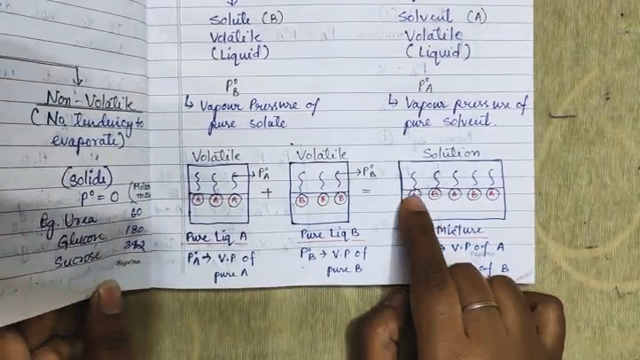 Non-Volatile
(No tendency to
evaporate)
(solids)
P° = 0
(Molar
mass
Eg. Urea 60
Glucose 180
Sucrose 342
Solute (B)
Volatile
(Liquid)
P°B
↳ Vapour Pressure of
pure solute
Solvent (A)
Volatile
(Liquid)
P°A
↳ Vapour pressure of
pure solvent.
Volatile
→P°A
A A A
Pure Liq A
P°A → V.P of
pure A
+
Volatile
→P°B
B B B
Pure Liq B
P°B → V.P of
pure B
=
Solution
B A B A
Mixture
→ V.P of A
of B